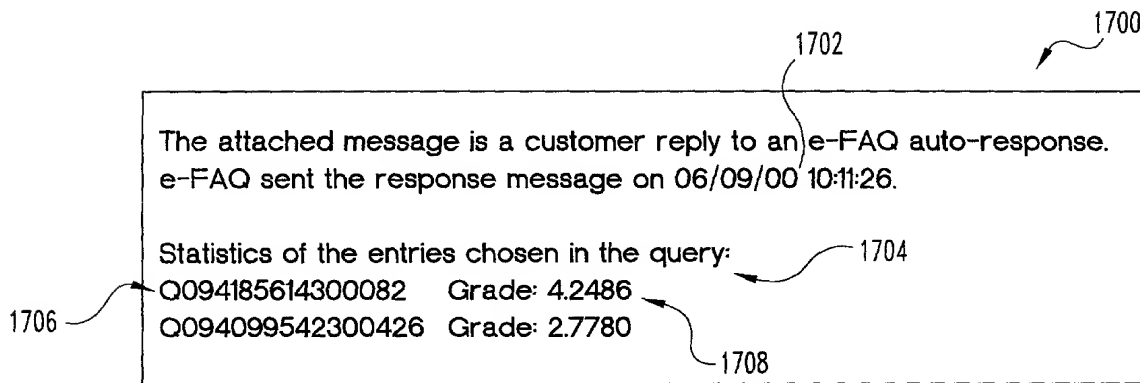 1700
1702
The attached message is a customer reply to an e-FAQ auto-response.
e-FAQ sent the response message on 06/09/00 10:11:26.
Statistics of the entries chosen in the query:
1704
Q094185614300082 Grade: 4.2486
1706
Q094099542300426 Grade: 2.7780
1708